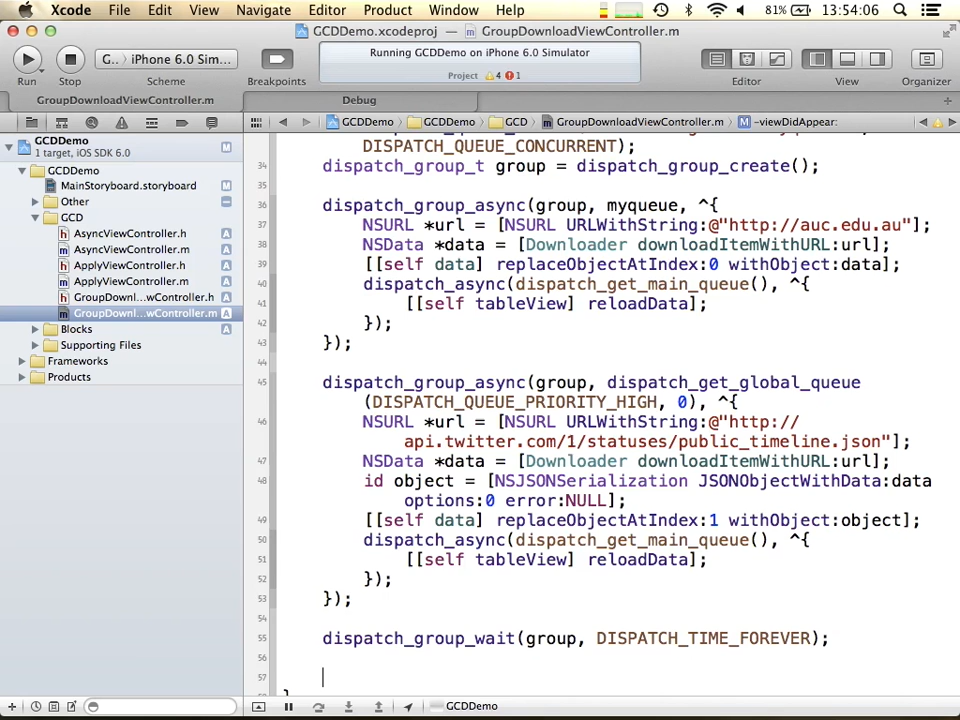 Xcode File Edit View Navigate Editor Product Window Help 81% 13:54:06
GCDDemo.xcodeproj — GroupDownloadViewController.m
G.. iPhone 6.0 Sim...
Running GCDDemo on iPhone 6.0 Simulator
Project 4 1
Run Stop Scheme Breakpoints Editor View Organizer
GroupDownloadViewController.m Debug
GCDDemo GCDDemo GCD GroupDownloadViewController.m M -viewDidAppear:
GCDDemo M
1 target, iOS SDK 6.0
GCDDemo
MainStoryboard.storyboard M
Other
GCD
h AsyncViewController.h A
m AsyncViewController.m A
h ApplyViewController.h A
m ApplyViewController.m A
h GroupDownl...wController.h A
m GroupDownl...wController.m A
Blocks A
Supporting Files
Frameworks
Products
DISPATCH_QUEUE_CONCURRENT);
34 dispatch_group_t group = dispatch_group_create();
35
36 dispatch_group_async(group, myqueue, ^{
37 NSURL *url = [NSURL URLWithString:@"http://auc.edu.au"];
38 NSData *data = [Downloader downloadItemWithURL:url];
39 [[self data] replaceObjectAtIndex:0 withObject:data];
40 dispatch_async(dispatch_get_main_queue(), ^{
41 [[self tableView] reloadData];
42 });
43 });
44
45 dispatch_group_async(group, dispatch_get_global_queue
(DISPATCH_QUEUE_PRIORITY_HIGH, 0), ^{
46 NSURL *url = [NSURL URLWithString:@"http://
api.twitter.com/1/statuses/public_timeline.json"];
47 NSData *data = [Downloader downloadItemWithURL:url];
48 id object = [NSJSONSerialization JSONObjectWithData:data
options:0 error:NULL];
49 [[self data] replaceObjectAtIndex:1 withObject:object];
50 dispatch_async(dispatch_get_main_queue(), ^{
51 [[self tableView] reloadData];
52 });
53 });
54
55 dispatch_group_wait(group, DISPATCH_TIME_FOREVER);
56
57
}
GCDDemo